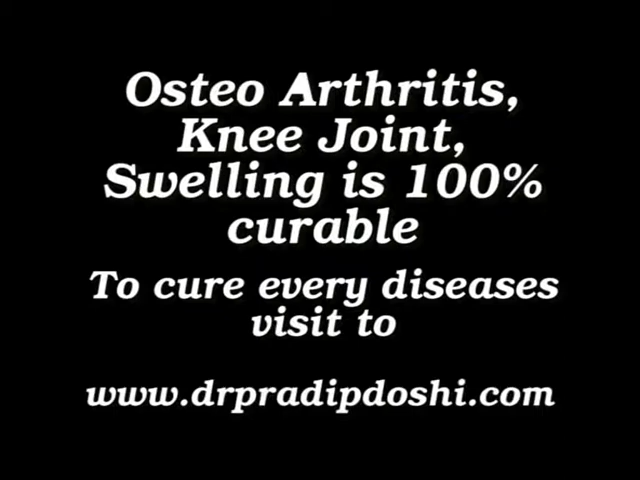 Osteo Arthritis,
Knee Joint,
Swelling is 100%
curable
To cure every diseases
visit to
www.drpradipdoshi.com